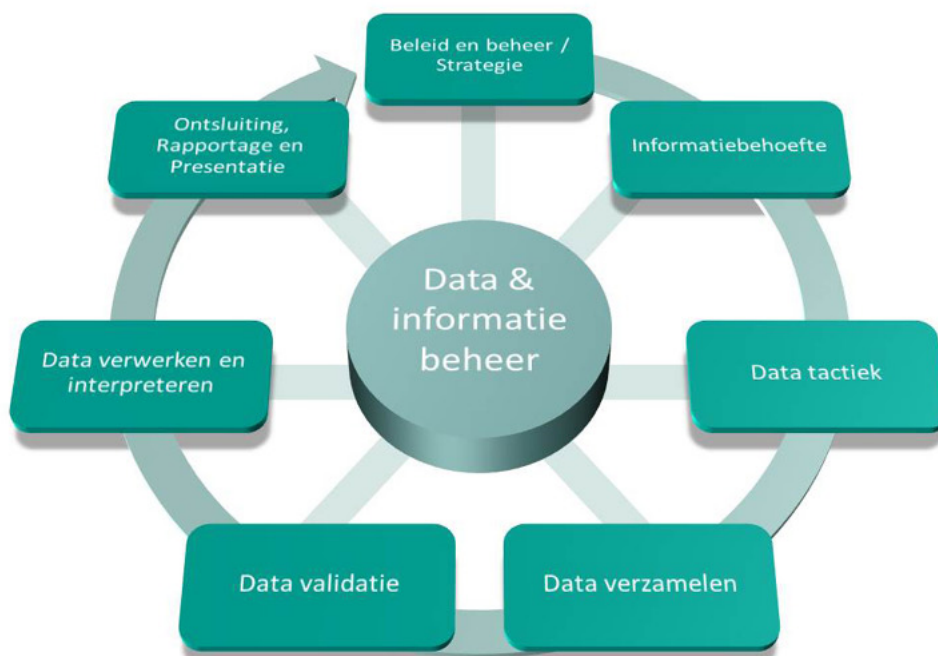 Beleid en beheer /
Strategie
Informatiebehoefte
Data tactiek
Data verzamelen
Data validatie
Data verwerken en
interpreteren
Ontsluiting,
Rapportage en
Presentatie
Data &
informatie
beheer